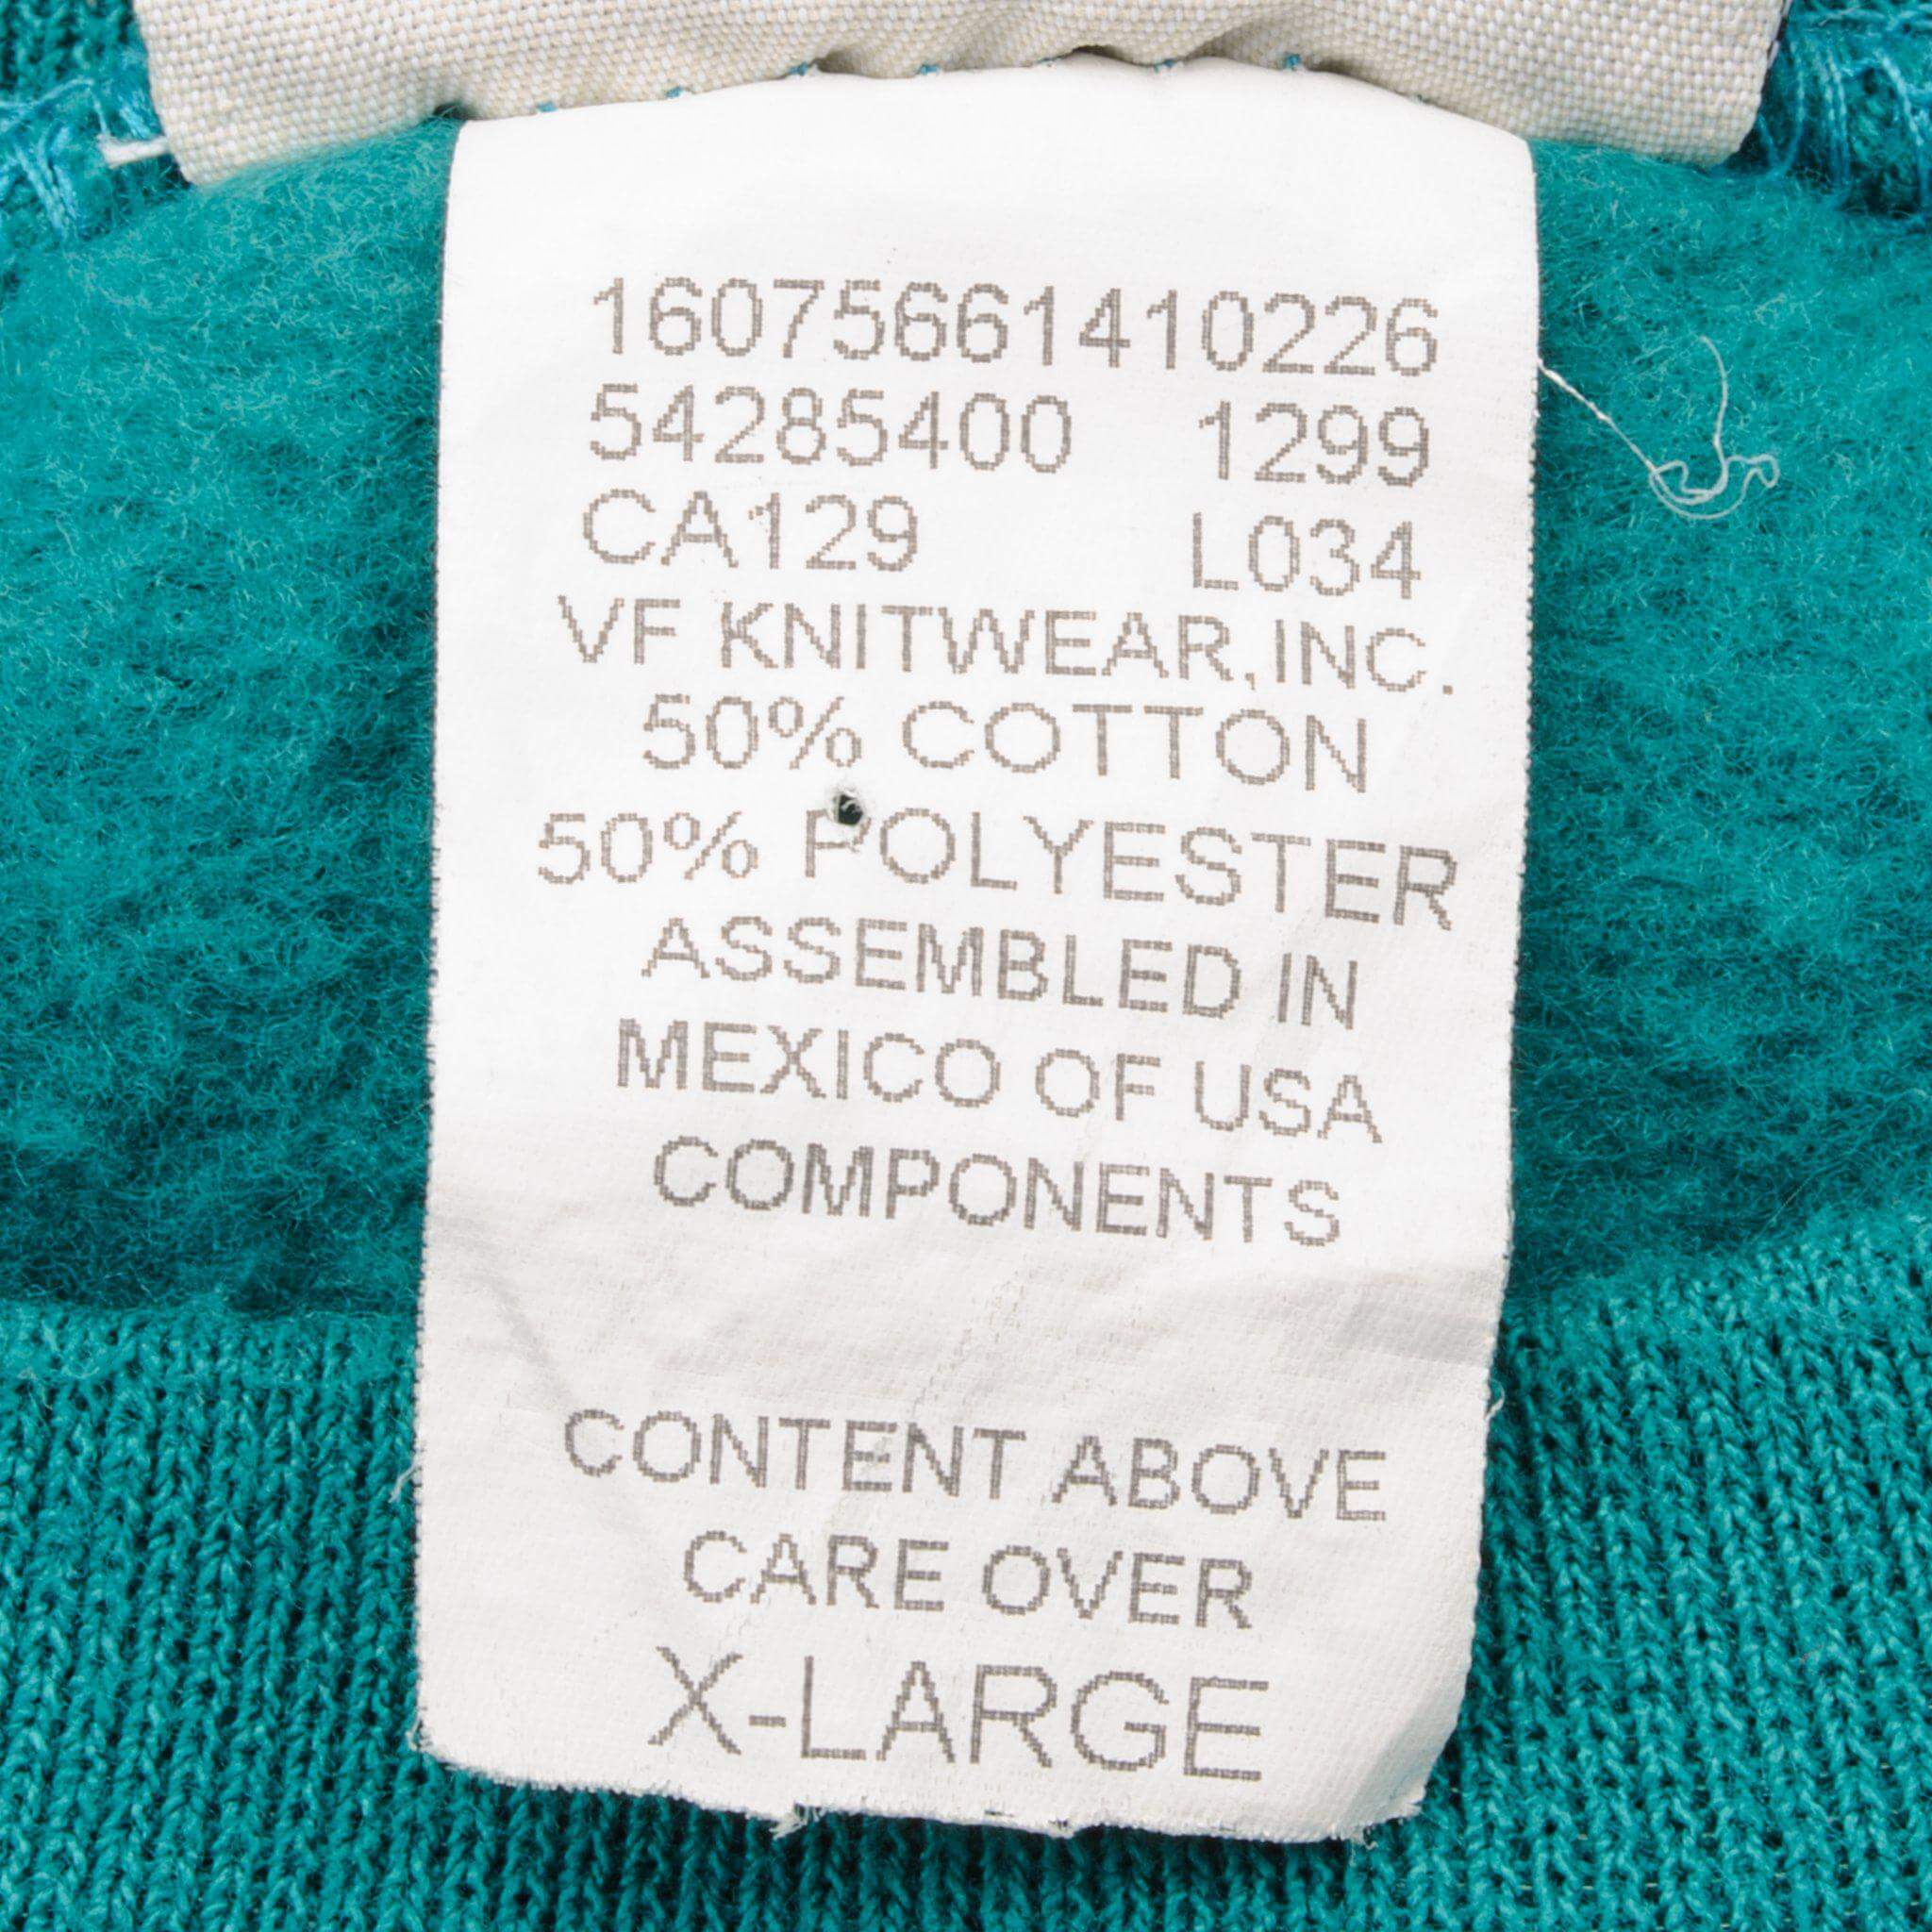 16075661410226
54285400 1299
CA129 L034
VF KNITWEAR, INC.
50% COTTON
50% POLYESTER
ASSEMBLED IN
MEXICO OF USA
COMPONENTS
CONTENT ABOVE
CARE OVER
X-LARGE